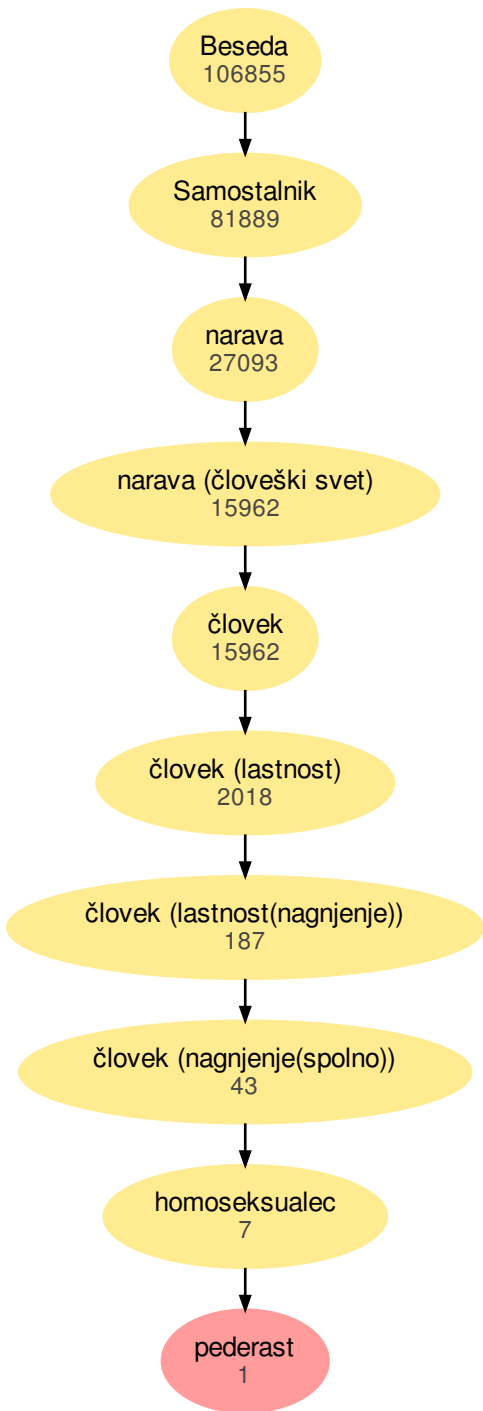 Beseda
106855
Samostalnik
81889
narava
27093
narava (človeški svet)
15962
človek
15962
človek (lastnost)
2018
človek (lastnost(nagnjenje))
187
človek (nagnjenje(spolno))
43
homoseksualec
7
pederast
1